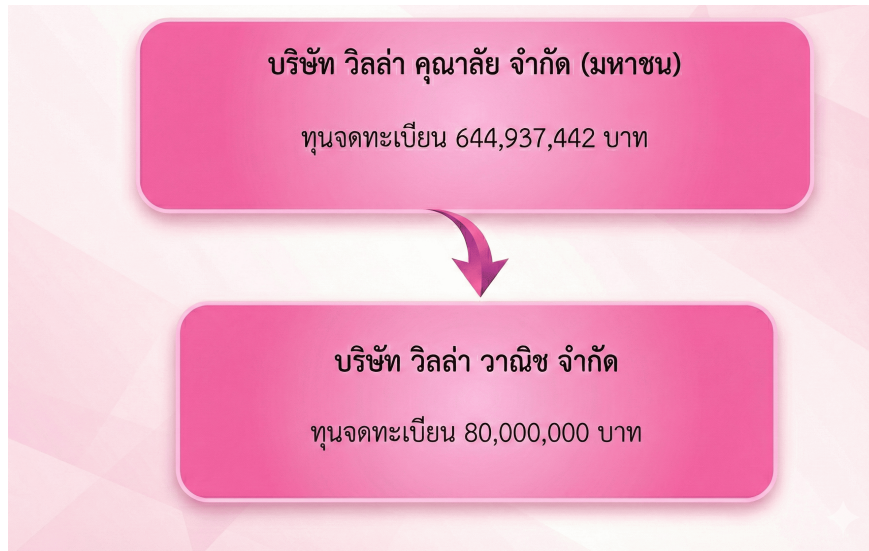 บริษัท วิลล่า คุณาลัย จำกัด (มหาชน)
ทุนจดทะเบียน 644,937,442 บาท
บริษัท วิลล่า วาณิช จำกัด
ทุนจดทะเบียน 80,000,000 บาท